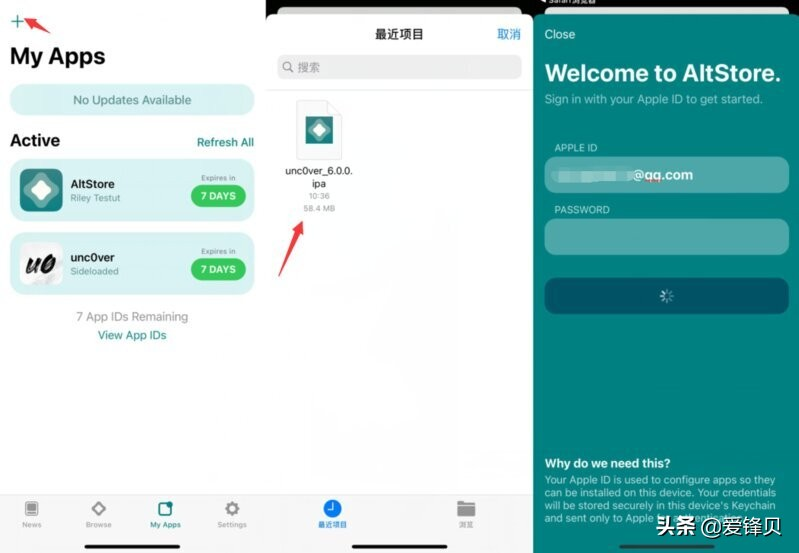 My Apps
No Updates Available
Active
Refresh All
AltStore
Riley Testut
Expires in
7 DAYS
unc0ver
Sideloaded
Expires in
7 DAYS
7 App IDs Remaining
View App IDs
News
Browse
My Apps
Settings
最近项目
取消
搜索
unc0ver_6.0.0.
ipa
10:36
58.4 MB
最近项目
浏览
Close
Welcome to AltStore.
Sign in with your Apple ID to get started.
APPLE ID
@qq.com
PASSWORD
Why do we need this?
Your Apple ID is used to configure apps so they
can be installed on this device. Your credentials
will be stored securely in this device's Keychain
and sent only to Apple for authentication.
头条 @爱锋贝